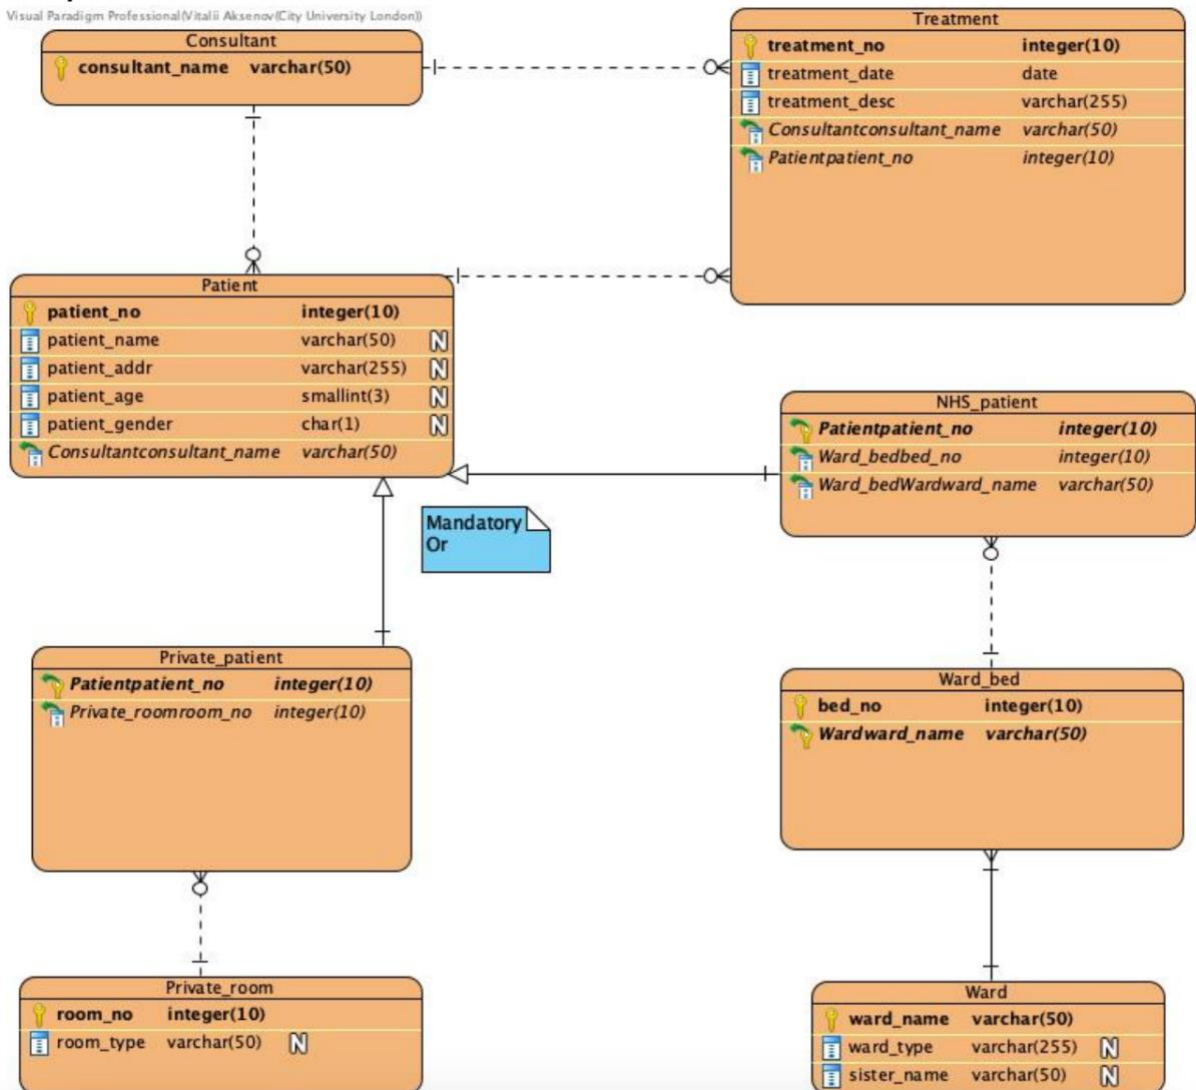 Visual Paradigm Professional(Vitalii Aksenov(City University London))
Consultant
consultant_name varchar(50)
Treatment
treatment_no integer(10)
treatment_date date
treatment_desc varchar(255)
Consultantconsultant_name varchar(50)
Patientpatient_no integer(10)
Patient
patient_no integer(10)
patient_name varchar(50) N
patient_addr varchar(255) N
patient_age smallint(3) N
patient_gender char(1) N
Consultantconsultant_name varchar(50)
NHS_patient
Patientpatient_no integer(10)
Ward_bedbed_no integer(10)
Ward_bedWardward_name varchar(50)
Mandatory
Or
Private_patient
Patientpatient_no integer(10)
Private_roomroom_no integer(10)
Ward_bed
bed_no integer(10)
Wardward_name varchar(50)
Private_room
room_no integer(10)
room_type varchar(50) N
Ward
ward_name varchar(50)
ward_type varchar(255) N
sister_name varchar(50) N